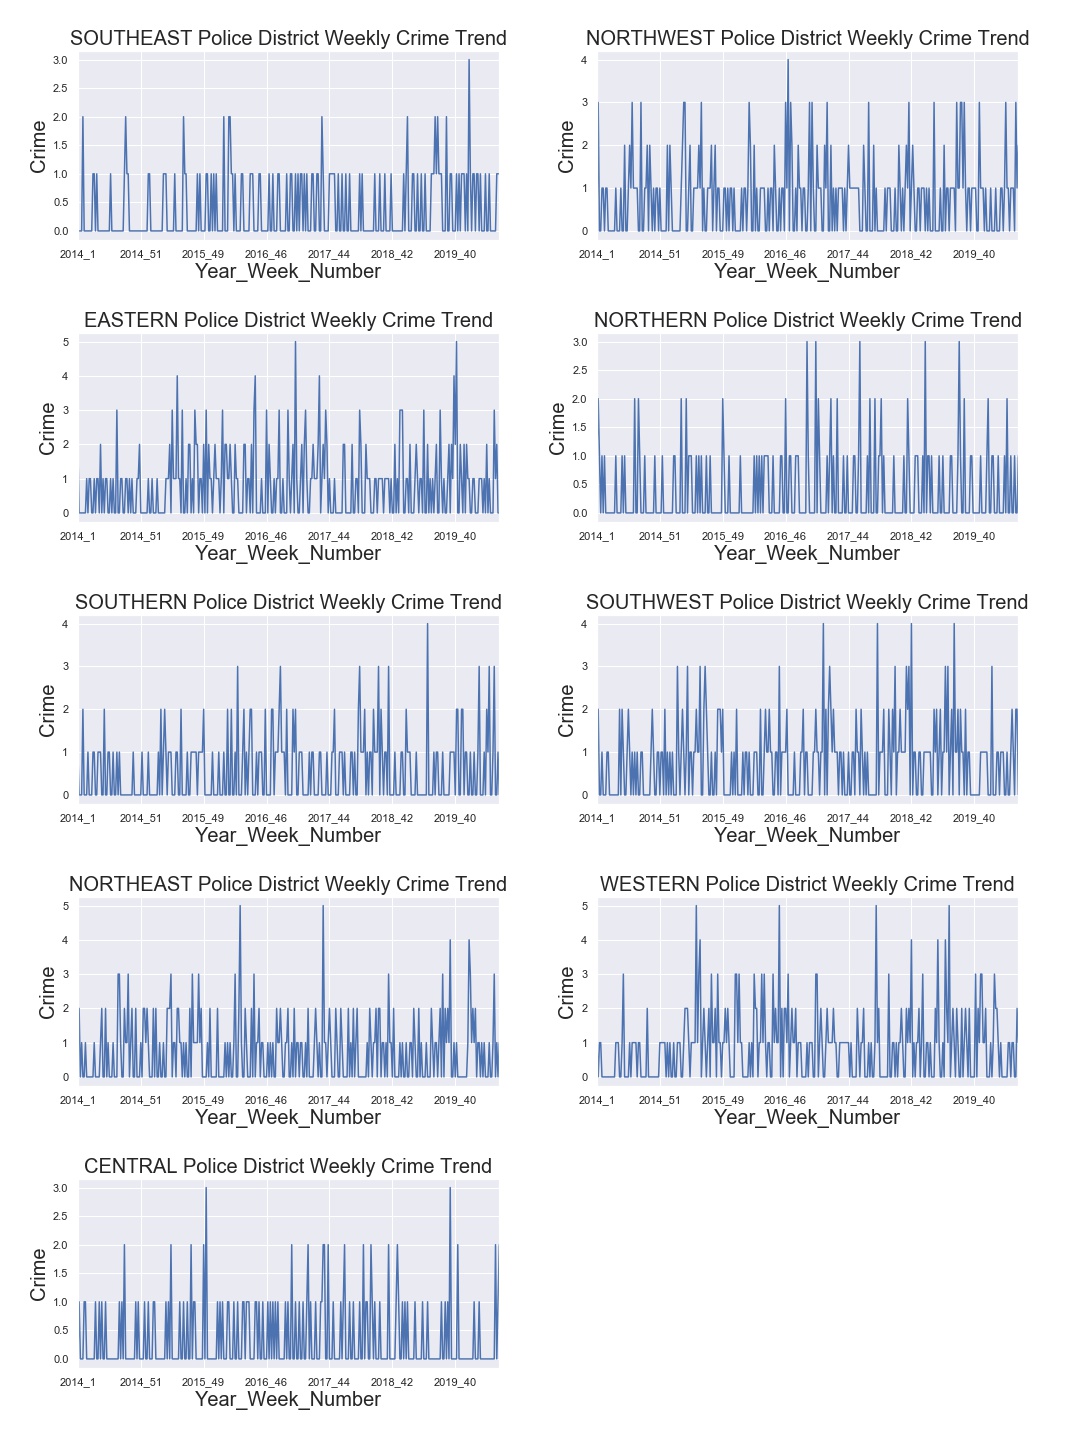 SOUTHEAST Police District Weekly Crime Trend
3.0
2.5
2.0
1.5
1.0
0.5
0.0
Crime
2014_1 2014_51 2015_49 2016_46 2017_44 2018_42 2019_40
Year_Week_Number
NORTHWEST Police District Weekly Crime Trend
4
3
2
1
0
Crime
2014_1 2014_51 2015_49 2016_46 2017_44 2018_42 2019_40
Year_Week_Number
EASTERN Police District Weekly Crime Trend
5
4
3
2
1
0
Crime
2014_1 2014_51 2015_49 2016_46 2017_44 2018_42 2019_40
Year_Week_Number
NORTHERN Police District Weekly Crime Trend
3.0
2.5
2.0
1.5
1.0
0.5
0.0
Crime
2014_1 2014_51 2015_49 2016_46 2017_44 2018_42 2019_40
Year_Week_Number
SOUTHERN Police District Weekly Crime Trend
4
3
2
1
0
Crime
2014_1 2014_51 2015_49 2016_46 2017_44 2018_42 2019_40
Year_Week_Number
SOUTHWEST Police District Weekly Crime Trend
4
3
2
1
0
Crime
2014_1 2014_51 2015_49 2016_46 2017_44 2018_42 2019_40
Year_Week_Number
NORTHEAST Police District Weekly Crime Trend
5
4
3
2
1
0
Crime
2014_1 2014_51 2015_49 2016_46 2017_44 2018_42 2019_40
Year_Week_Number
WESTERN Police District Weekly Crime Trend
5
4
3
2
1
0
Crime
2014_1 2014_51 2015_49 2016_46 2017_44 2018_42 2019_40
Year_Week_Number
CENTRAL Police District Weekly Crime Trend
3.0
2.5
2.0
1.5
1.0
0.5
0.0
Crime
2014_1 2014_51 2015_49 2016_46 2017_44 2018_42 2019_40
Year_Week_Number